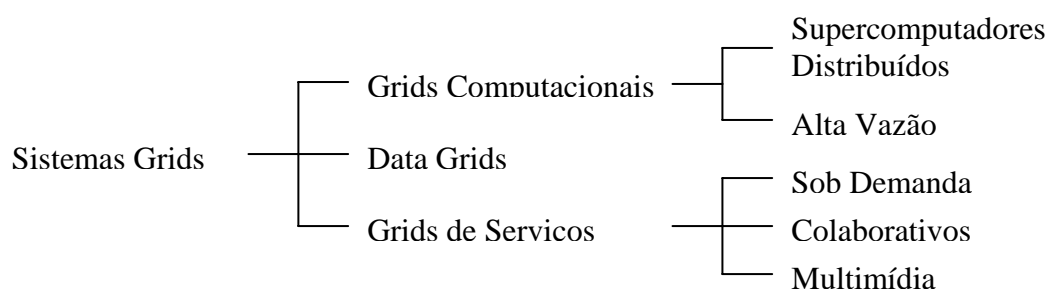 Supercomputadores
Distribuídos
Grids Computacionais
Alta Vazão
Sistemas Grids
Data Grids
Sob Demanda
Grids de Servicos
Colaborativos
Multimídia